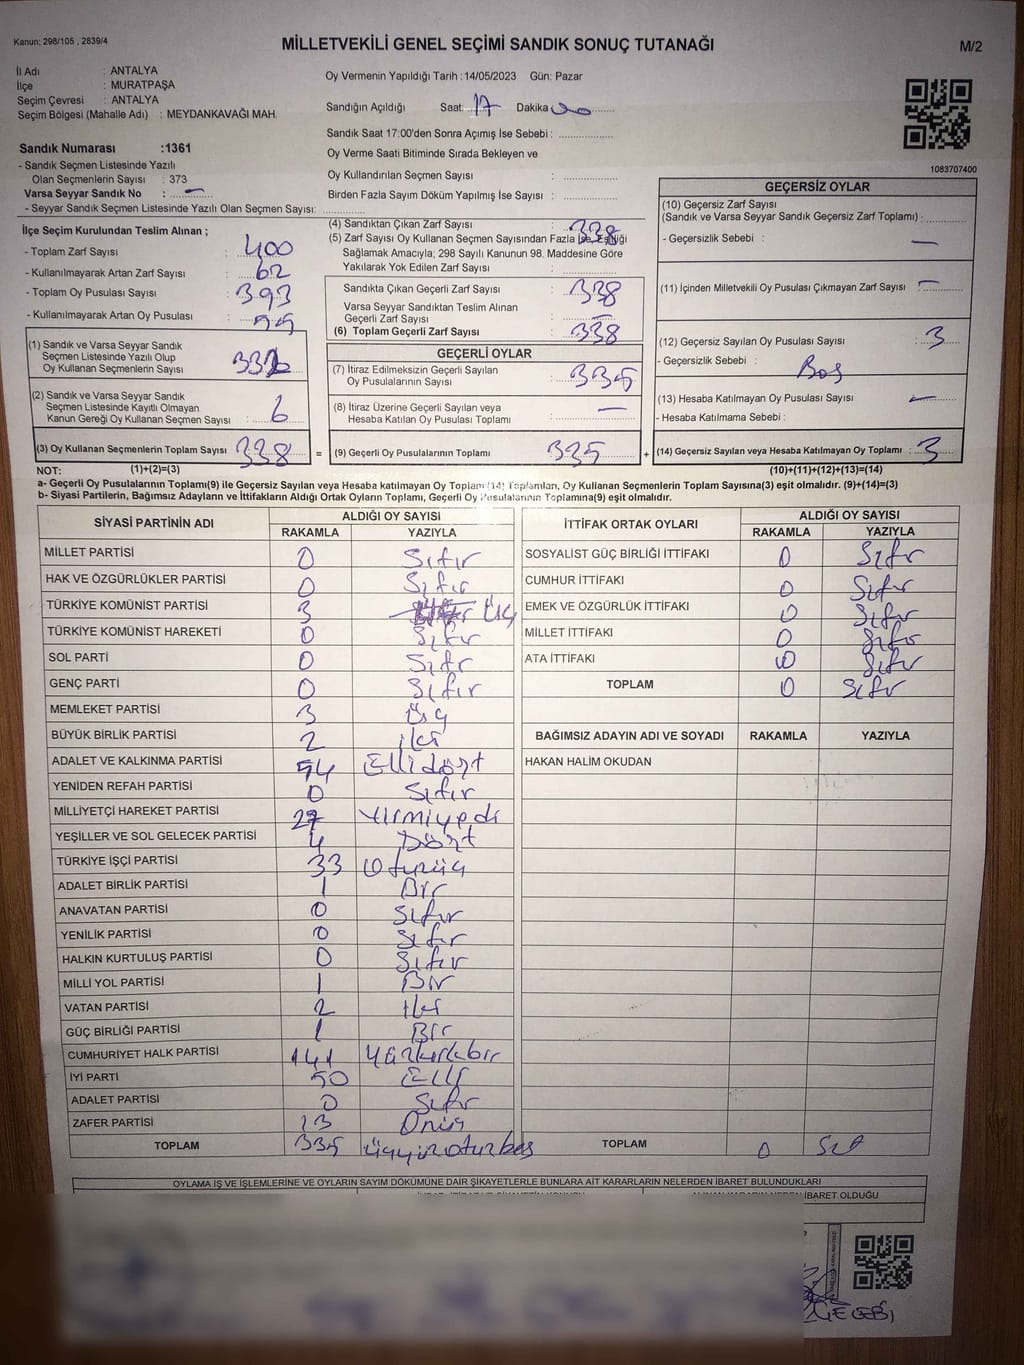 Kanun; 298/105 , 2839/4
MİLLETVEKİLİ GENEL SEÇİMİ SANDIK SONUÇ TUTANAĞI
M/2
İl Adı : ANTALYA
İlçe : MURATPAŞA
Seçim Çevresi : ANTALYA
Seçim Bölgesi (Mahalle Adı) : MEYDANKAVAĞI MAH.
Sandık Numarası :1361
- Sandık Seçmen Listesinde Yazılı
Olan Seçmenlerin Sayısı : 373
Varsa Seyyar Sandık No : —
- Seyyar Sandık Seçmen Listesinde Yazılı Olan Seçmen Sayısı:
Oy Vermenin Yapıldığı Tarih :14/05/2023 Gün: Pazar
Sandığın Açıldığı Saat: 17 Dakika 00
Sandık Saat 17:00'den Sonra Açımış İse Sebebi :
Oy Verme Saati Bitiminde Sırada Bekleyen ve
Oy Kullandırılan Seçmen Sayısı :
Birden Fazla Sayım Döküm Yapılmış İse Sayısı :
1083707400
İlçe Seçim Kurulundan Teslim Alınan ;
- Toplam Zarf Sayısı : 400
- Kullanılmayarak Artan Zarf Sayısı : 62
- Toplam Oy Pusulası Sayısı : 393
- Kullanılmayarak Artan Oy Pusulası : 55
(1) Sandık ve Varsa Seyyar Sandık
Seçmen Listesinde Yazılı Olup
Oy Kullanan Seçmenlerin Sayısı : 332
(2) Sandık ve Varsa Seyyar Sandık
Seçmen Listesinde Kayıtlı Olmayan
Kanun Gereği Oy Kullanan Seçmen Sayısı : 6
(3) Oy Kullanan Seçmenlerin Toplam Sayısı : 338
(4) Sandıktan Çıkan Zarf Sayısı : 338
(5) Zarf Sayısı Oy Kullanan Seçmen Sayısından Fazla İse, Eşitliği
Sağlamak Amacıyla; 298 Sayılı Kanunun 98. Maddesine Göre
Yakılarak Yok Edilen Zarf Sayısı :
Sandıkta Çıkan Geçerli Zarf Sayısı : 338
Varsa Seyyar Sandıktan Teslim Alınan
Geçerli Zarf Sayısı : —
(6) Toplam Geçerli Zarf Sayısı : 338
GEÇERLİ OYLAR
(7) İtiraz Edilmeksizin Geçerli Sayılan
Oy Pusulalarının Sayısı : 335
(8) İtiraz Üzerine Geçerli Sayılan veya
Hesaba Katılan Oy Pusulası Toplamı : —
= (9) Geçerli Oy Pusulalarının Toplamı : 335
GEÇERSİZ OYLAR
(10) Geçersiz Zarf Sayısı
(Sandık ve Varsa Seyyar Sandık Geçersiz Zarf Toplamı) :
- Geçersizlik Sebebi : —
(11) İçinden Milletvekili Oy Pusulası Çıkmayan Zarf Sayısı : —
(12) Geçersiz Sayılan Oy Pusulası Sayısı : 3
- Geçersizlik Sebebi : Boş
(13) Hesaba Katılmayan Oy Pusulası Sayısı : —
- Hesaba Katılmama Sebebi :
+ (14) Geçersiz Sayılan veya Hesaba Katılmayan Oy Toplamı : 3
NOT: (1)+(2)=(3)
(10)+(11)+(12)+(13)=(14)
a- Geçerli Oy Pusulalarının Toplamı(9) ile Geçersiz Sayılan veya Hesaba katılmayan Oy Toplam (14) Toplamları, Oy Kullanan Seçmenlerin Toplam Sayısına(3) eşit olmalıdır. (9)+(14)=(3)
b- Siyasi Partilerin, Bağımsız Adayların ve İttifakların Aldığı Ortak Oyların Toplamı, Geçerli Oy Pusulalarının Toplamına(9) eşit olmalıdır.
SİYASİ PARTİNİN ADI ALDIĞI OY SAYISI
RAKAMLA YAZIYLA
MİLLET PARTİSİ 0 Sıfır
HAK VE ÖZGÜRLÜKLER PARTİSİ 0 Sıfır
TÜRKİYE KOMÜNİST PARTİSİ 3 Üç
TÜRKİYE KOMÜNİST HAREKETİ 0 Sıfır
SOL PARTİ 0 Sıfır
GENÇ PARTİ 0 Sıfır
MEMLEKET PARTİSİ 3 Üç
BÜYÜK BİRLİK PARTİSİ 2 iki
ADALET VE KALKINMA PARTİSİ 54 Ellidört
YENİDEN REFAH PARTİSİ 0 Sıfır
MİLLİYETÇİ HAREKET PARTİSİ 27 Yirmiyedi
YEŞİLLER VE SOL GELECEK PARTİSİ 4 Dört
TÜRKİYE İŞÇİ PARTİSİ 33 Otuzüç
ADALET BİRLİK PARTİSİ 1 Bir
ANAVATAN PARTİSİ 0 Sıfır
YENİLİK PARTİSİ 0 Sıfır
HALKIN KURTULUŞ PARTİSİ 0 Sıfır
MİLLİ YOL PARTİSİ 1 Bir
VATAN PARTİSİ 2 iki
GÜÇ BİRLİĞİ PARTİSİ 1 Bir
CUMHURİYET HALK PARTİSİ 141 Yüzkırkbir
İYİ PARTİ 50 Elli
ADALET PARTİSİ 0 Sıfır
ZAFER PARTİSİ 13 Onüç
TOPLAM 335 üçyüzotuzbeş
İTTİFAK ORTAK OYLARI ALDIĞI OY SAYISI
RAKAMLA YAZIYLA
SOSYALİST GÜÇ BİRLİĞİ İTTİFAKI 0 Sıfır
CUMHUR İTTİFAKI 0 Sıfır
EMEK VE ÖZGÜRLÜK İTTİFAKI 0 Sıfır
MİLLET İTTİFAKI 0 Sıfır
ATA İTTİFAKI 0 Sıfır
TOPLAM 0 Sıfır
BAĞIMSIZ ADAYIN ADI VE SOYADI RAKAMLA YAZIYLA
HAKAN HALİM OKUDAN
TOPLAM 0
OYLAMA İŞ VE İŞLEMLERİNE VE OYLARIN SAYIM DÖKÜMÜNE DAİR ŞİKAYETLERLE BUNLARA AİT KARARLARIN NELERDEN İBARET BULUNDUKLARI
İBARET OLDUĞU